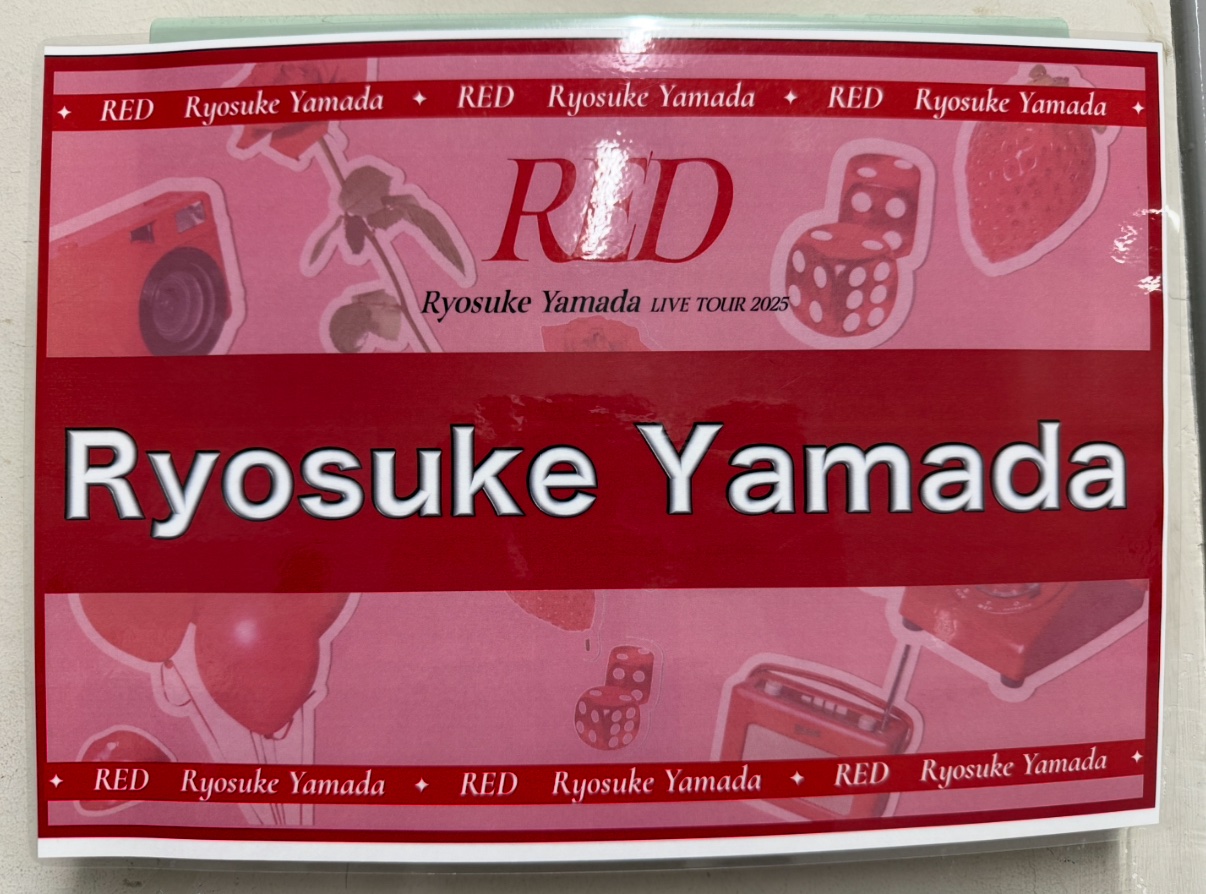 ✦ RED Ryosuke Yamada ✦ RED Ryosuke Yamada ✦ RED Ryosuke Yamada ✦
RED
Ryosuke Yamada LIVE TOUR 2025
Ryosuke Yamada
✦ RED Ryosuke Yamada ✦ RED Ryosuke Yamada ✦ RED Ryosuke Yamada ✦